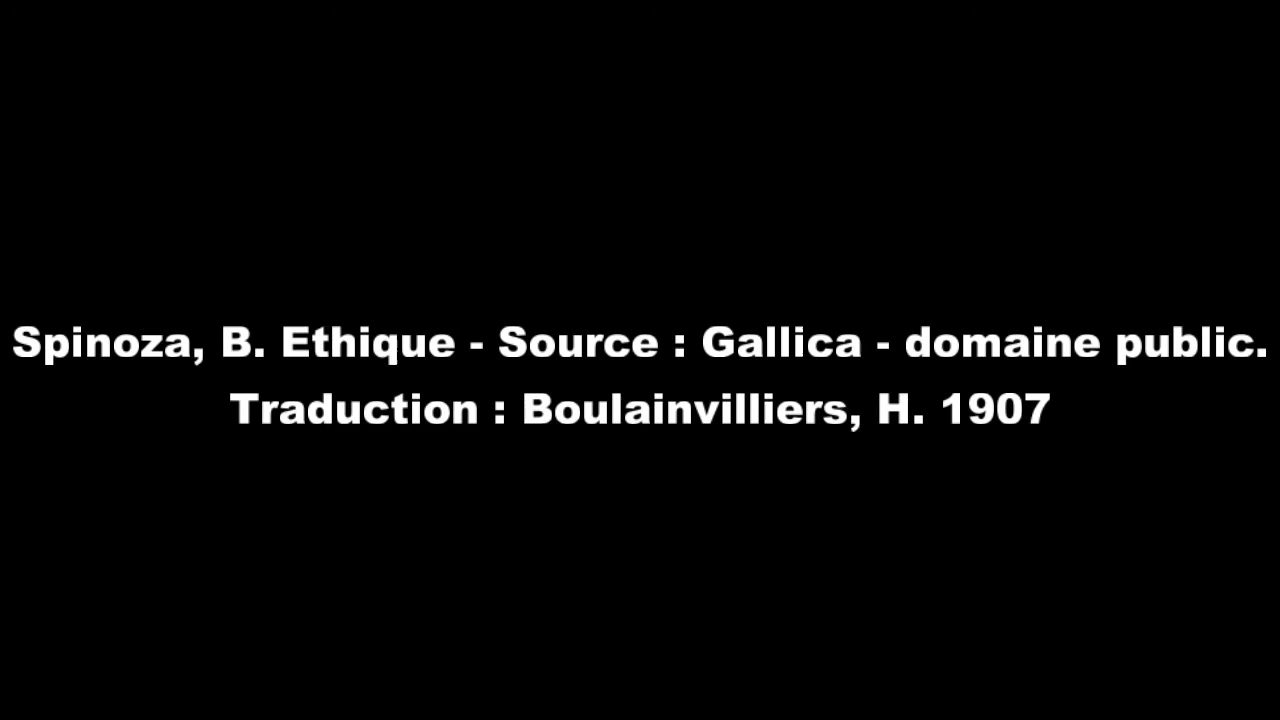 Spinoza, B. Ethique - Source : Gallica - domaine public.
Traduction : Boulainvilliers, H. 1907